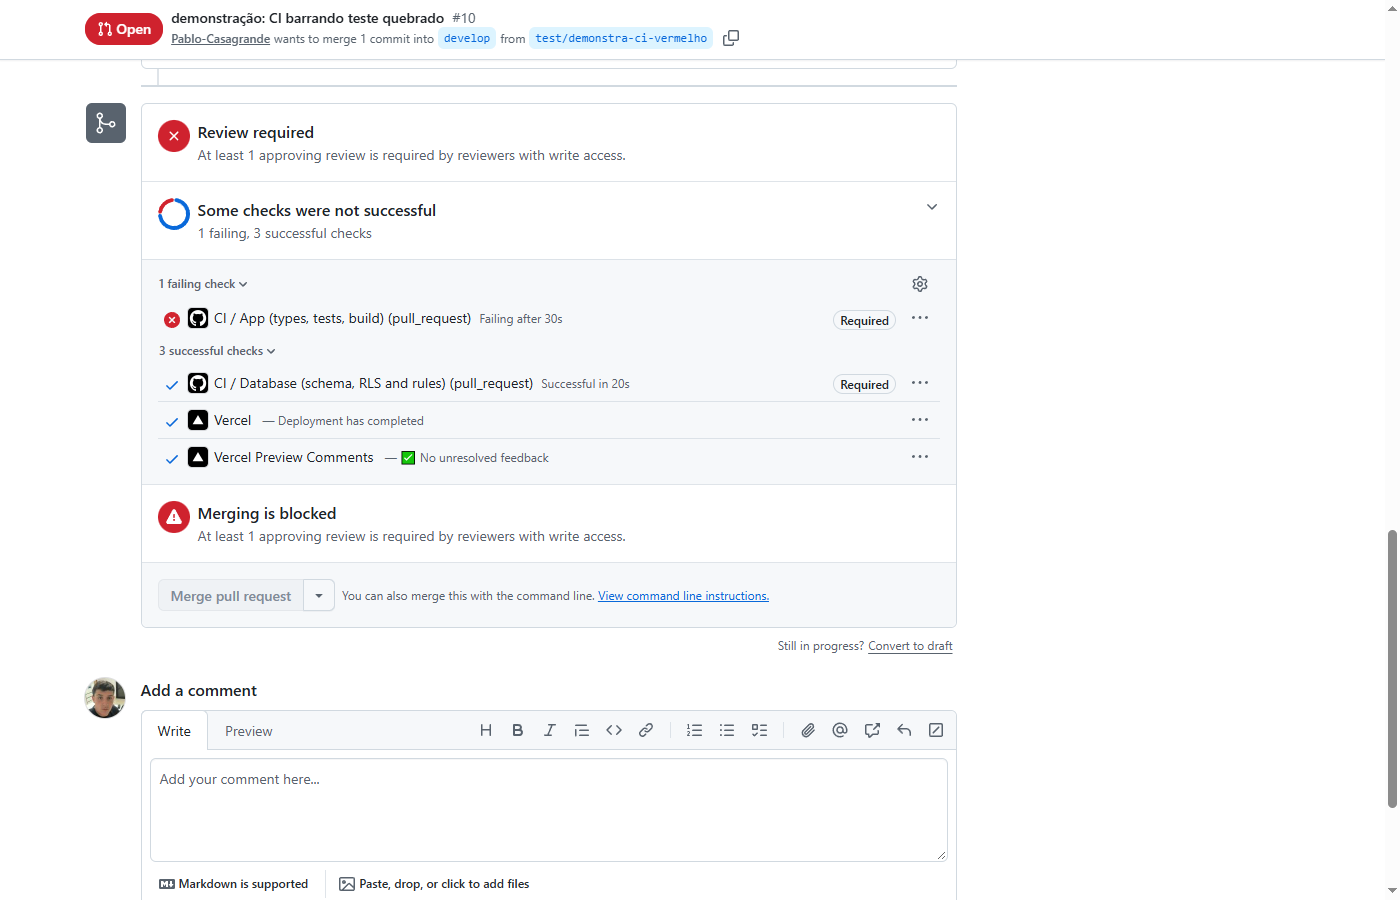 Open
demonstração: CI barrando teste quebrado #10
Pablo-Casagrande wants to merge 1 commit into develop from test/demonstra-ci-vermelho
Review required
At least 1 approving review is required by reviewers with write access.
Some checks were not successful
1 failing, 3 successful checks
1 failing check
CI / App (types, tests, build) (pull_request) Failing after 30s Required
3 successful checks
CI / Database (schema, RLS and rules) (pull_request) Successful in 20s Required
Vercel — Deployment has completed
Vercel Preview Comments — ✅ No unresolved feedback
Merging is blocked
At least 1 approving review is required by reviewers with write access.
Merge pull request You can also merge this with the command line. View command line instructions.
Still in progress? Convert to draft
Add a comment
Write Preview
Add your comment here...
Markdown is supported Paste, drop, or click to add files